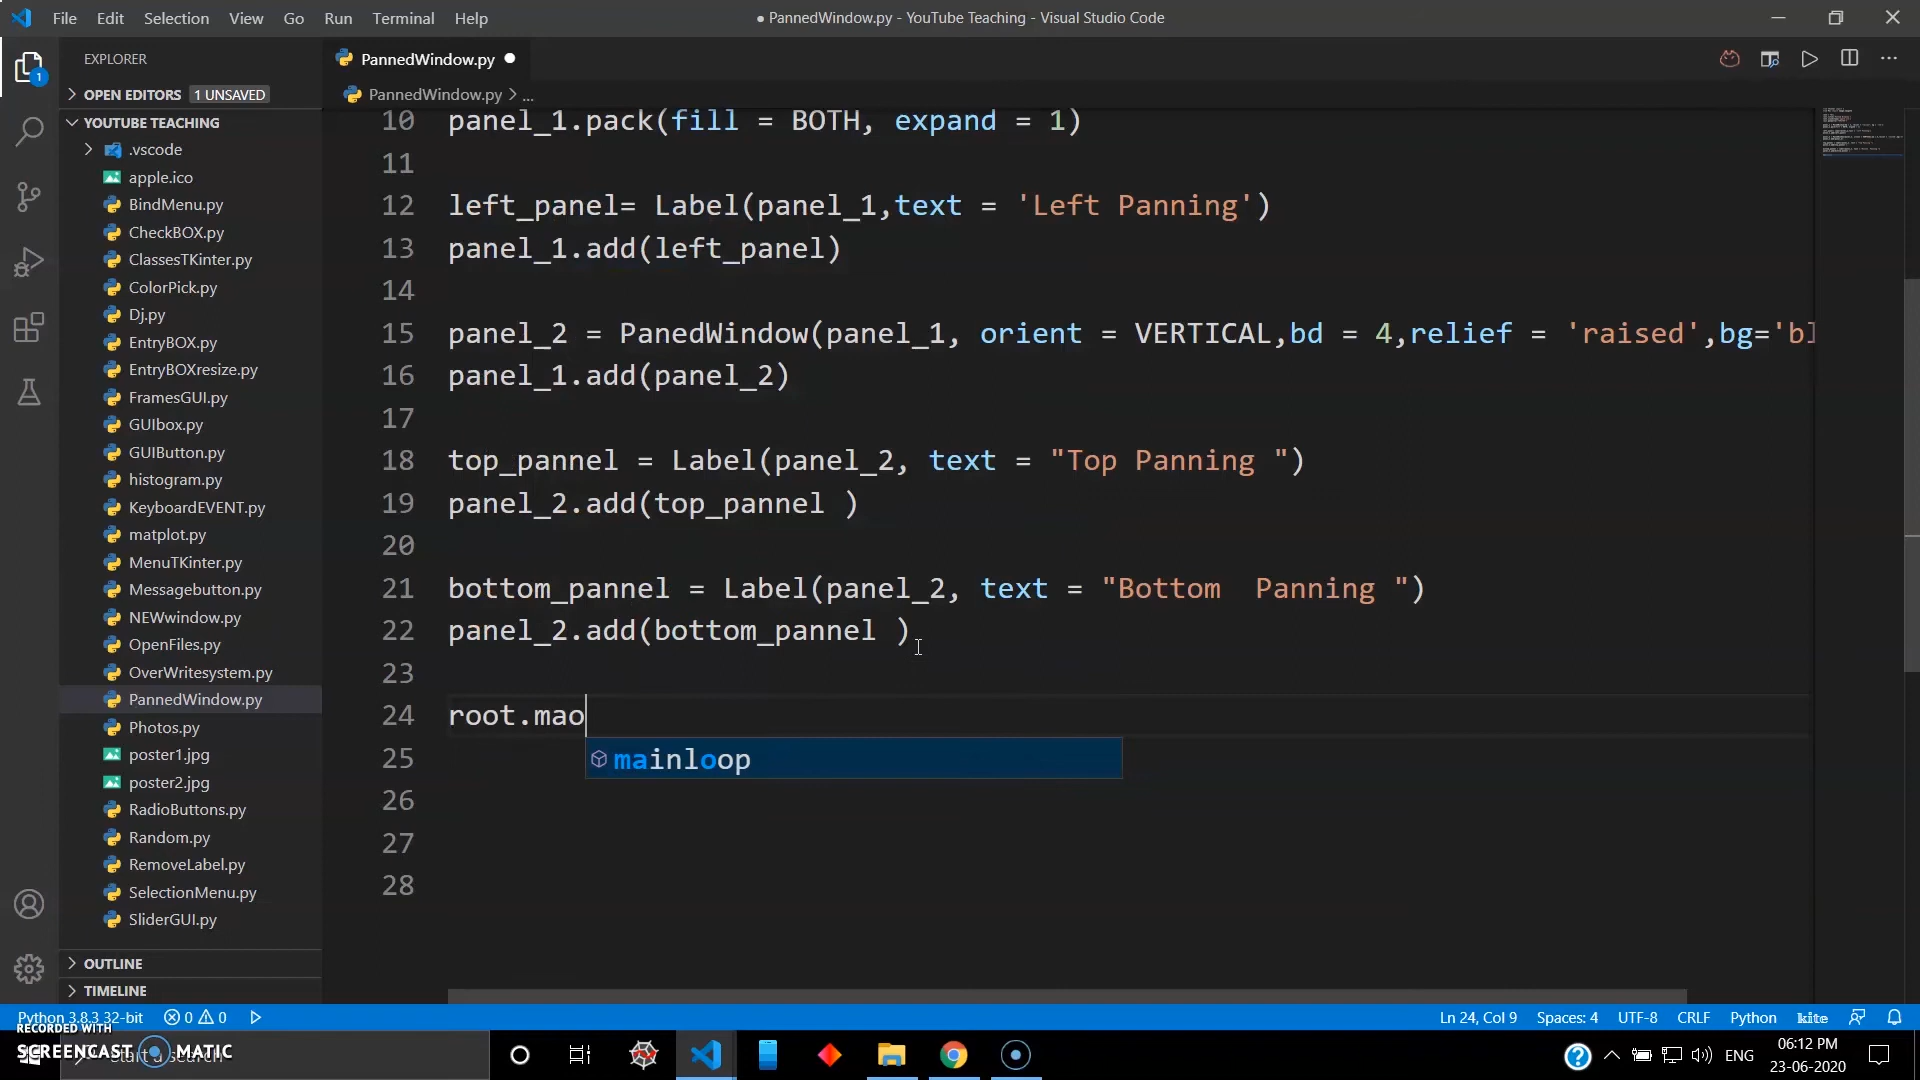 File Edit Selection View Go Run Terminal Help
● PannedWindow.py - YouTube Teaching - Visual Studio Code
EXPLORER
PannedWindow.py
OPEN EDITORS 1 UNSAVED
PannedWindow.py > ...
YOUTUBE TEACHING
.vscode
apple.ico
BindMenu.py
CheckBOX.py
ClassesTKinter.py
ColorPick.py
Dj.py
EntryBOX.py
EntryBOXresize.py
FramesGUI.py
GUIbox.py
GUIButton.py
histogram.py
KeyboardEVENT.py
matplot.py
MenuTKinter.py
Messagebutton.py
NEWwindow.py
OpenFiles.py
OverWritesystem.py
PannedWindow.py
Photos.py
poster1.jpg
poster2.jpg
RadioButtons.py
Random.py
RemoveLabel.py
SelectionMenu.py
SliderGUI.py
OUTLINE
TIMELINE
10 panel_1.pack(fill = BOTH, expand = 1)
11
12 left_panel= Label(panel_1,text = 'Left Panning')
13 panel_1.add(left_panel)
14
15 panel_2 = PanedWindow(panel_1, orient = VERTICAL,bd = 4,relief = 'raised',bg='bl
16 panel_1.add(panel_2)
17
18 top_pannel = Label(panel_2, text = "Top Panning ")
19 panel_2.add(top_pannel )
20
21 bottom_pannel = Label(panel_2, text = "Bottom  Panning ")
22 panel_2.add(bottom_pannel )
23
24 root.mao
mainloop
25
26
27
28
Python 3.8.3 32-bit 0 0
Ln 24, Col 9 Spaces: 4 UTF-8 CRLF Python kite
RECORDED WITH
SCREENCAST MATIC
1
ENG
06:12 PM
23-06-2020